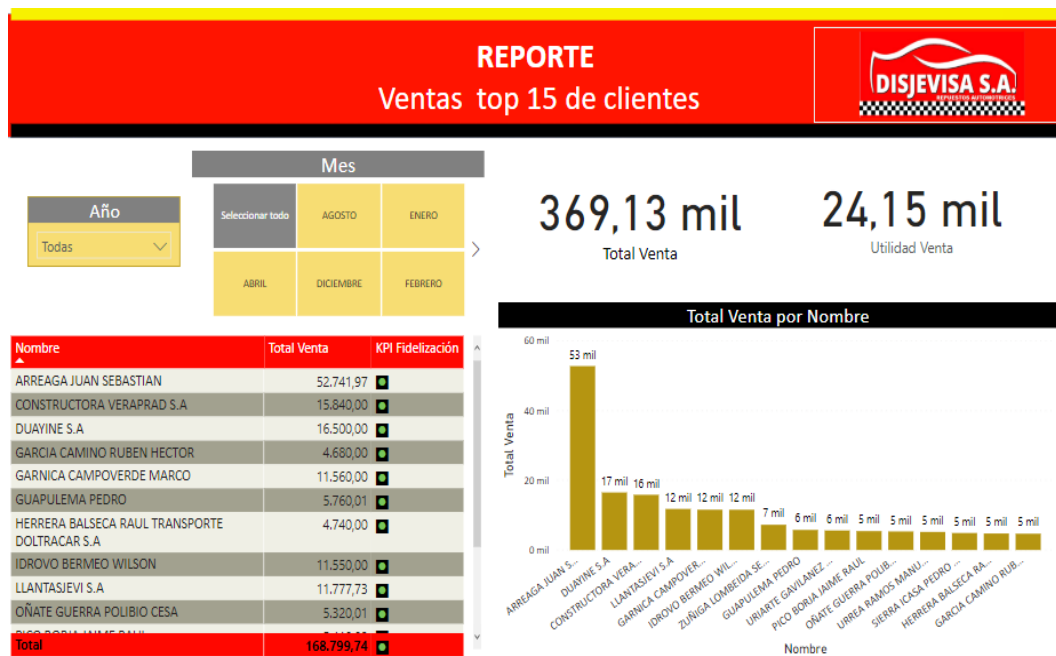 REPORTE
Ventas top 15 de clientes
DISJEVISA S.A.
REPUESTOS AUTOMOTRICES
Mes
Año
Todas
Seleccionar todo
AGOSTO
ENERO
ABRIL
DICIEMBRE
FEBRERO
369,13 mil
Total Venta
24,15 mil
Utilidad Venta
Nombre Total Venta KPI Fidelización
ARREAGA JUAN SEBASTIAN 52.741,97
CONSTRUCTORA VERAPRAD S.A 15.840,00
DUAYINE S.A 16.500,00
GARCIA CAMINO RUBEN HECTOR 4.680,00
GARNICA CAMPOVERDE MARCO 11.560,00
GUAPULEMA PEDRO 5.760,01
HERRERA BALSECA RAUL TRANSPORTE 4.740,00
DOLTRACAR S.A
IDROVO BERMEO WILSON 11.550,00
LLANTASJEVI S.A 11.777,73
OÑATE GUERRA POLIBIO CESA 5.320,01
Total 168.799,74
Total Venta por Nombre
Total Venta
60 mil
40 mil
20 mil
0 mil
53 mil
17 mil
16 mil
12 mil
12 mil
12 mil
7 mil
6 mil
6 mil
5 mil
5 mil
5 mil
5 mil
5 mil
5 mil
ARREAGA JUAN S...
DUAYINE S.A
CONSTRUCTORA VERA...
LLANTASJEVI S.A
GARNICA CAMPOVER...
IDROVO BERMEO WIL...
ZUÑIGA LOMBEIDA SE...
GUAPULEMA PEDRO
URIARTE GAVILANEZ ...
PICO BORJA JAIME RAUL
OÑATE GUERRA POLIB...
URREA RAMOS MANU...
SIERRA ICASA PEDRO ...
HERRERA BALSECA RA...
GARCIA CAMINO RUB...
Nombre